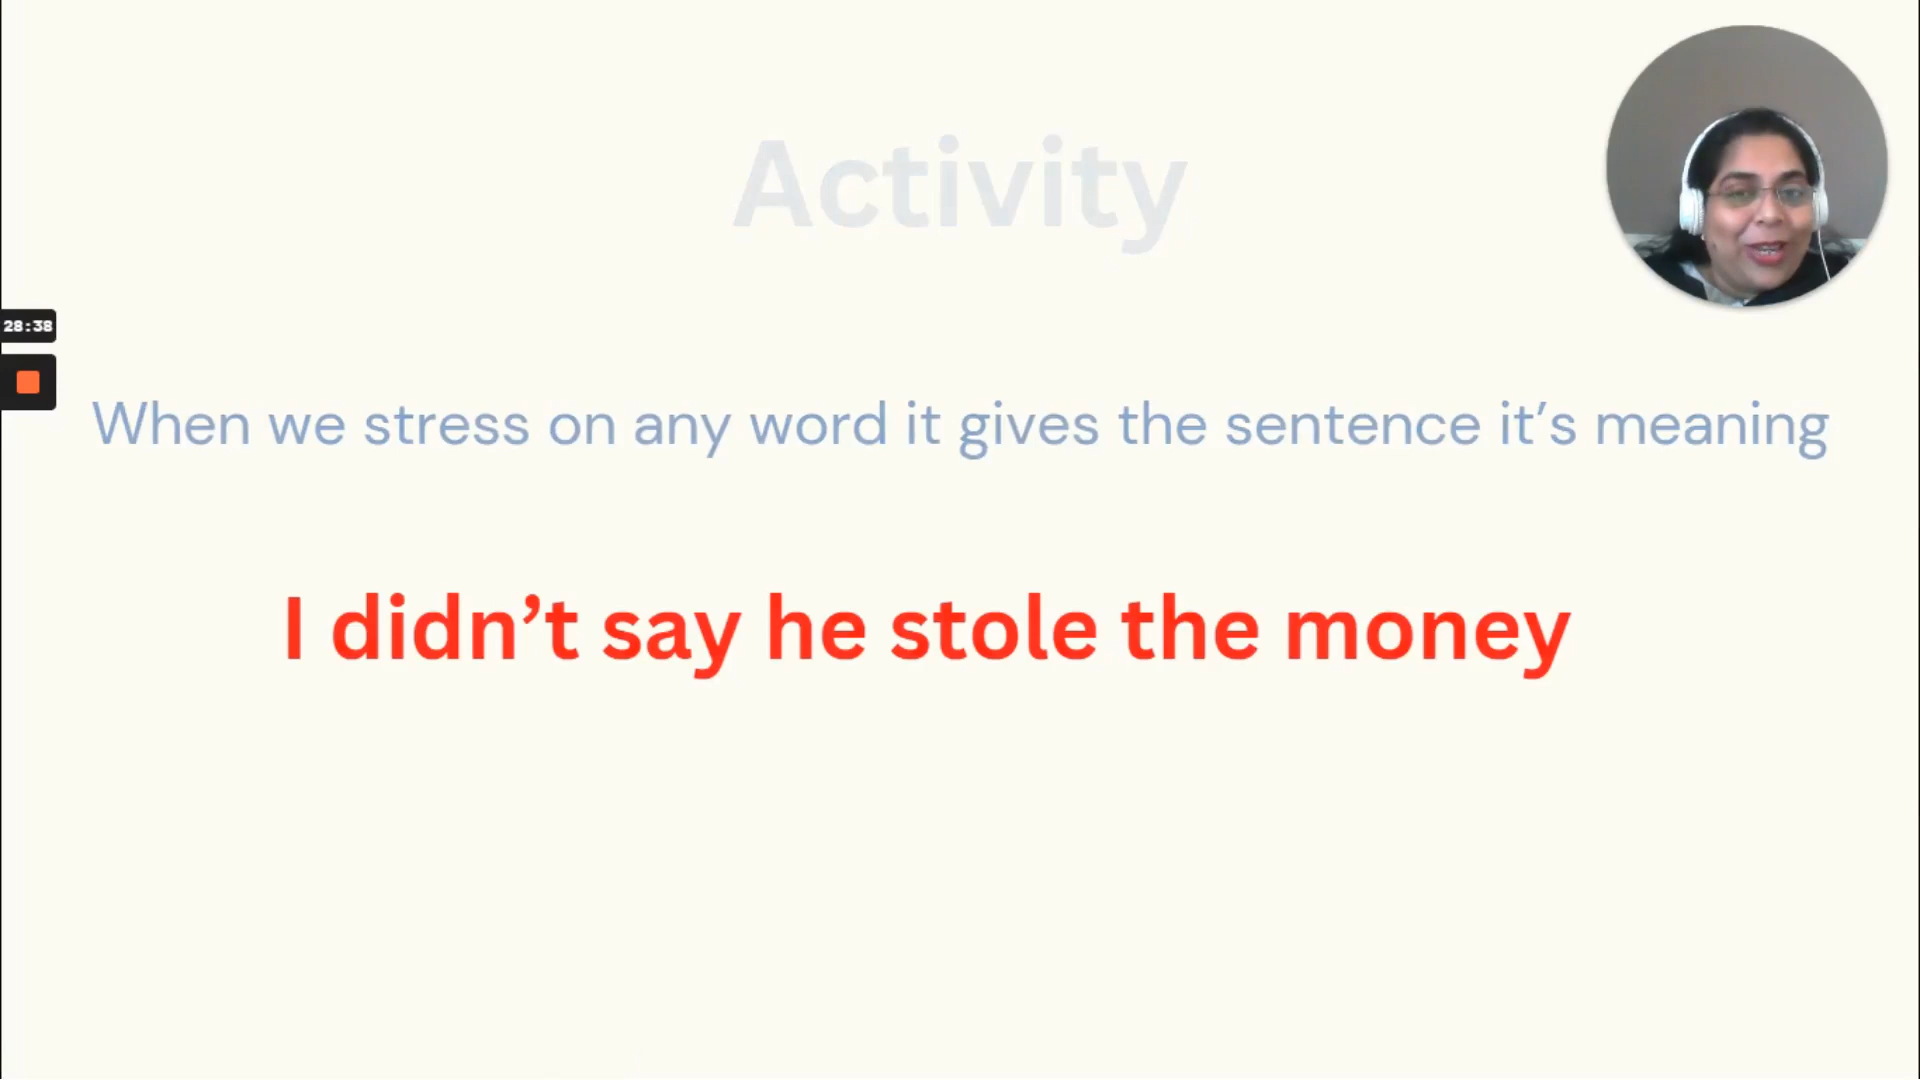 Activity
28:38
When we stress on any word it gives the sentence it’s meaning
I didn’t say he stole the money